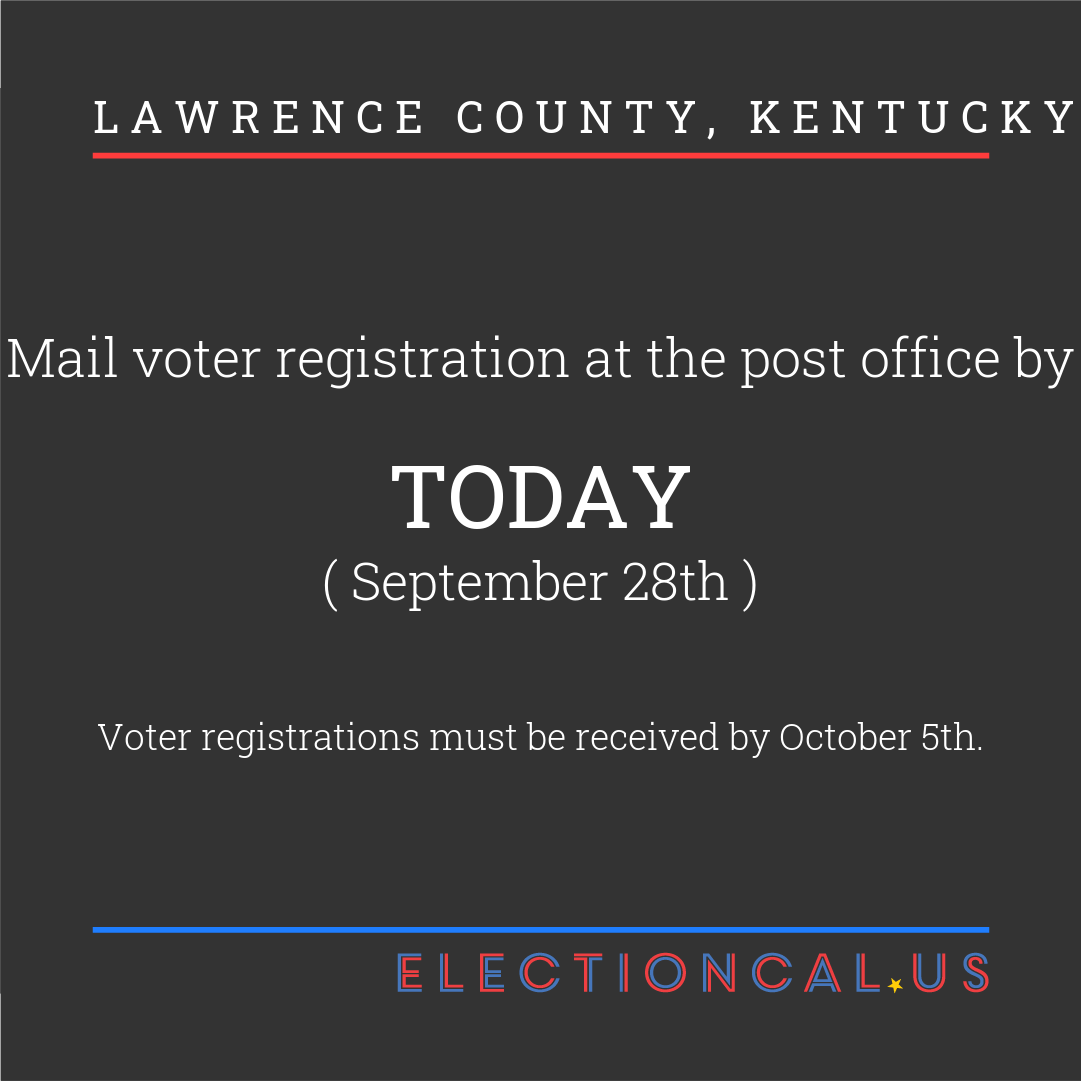 LAWRENCE COUNTY, KENTUCKY
Mail voter registration at the post office by
TODAY
( September 28th )
Voter registrations must be received by October 5th.
ELECTIONCAL.US